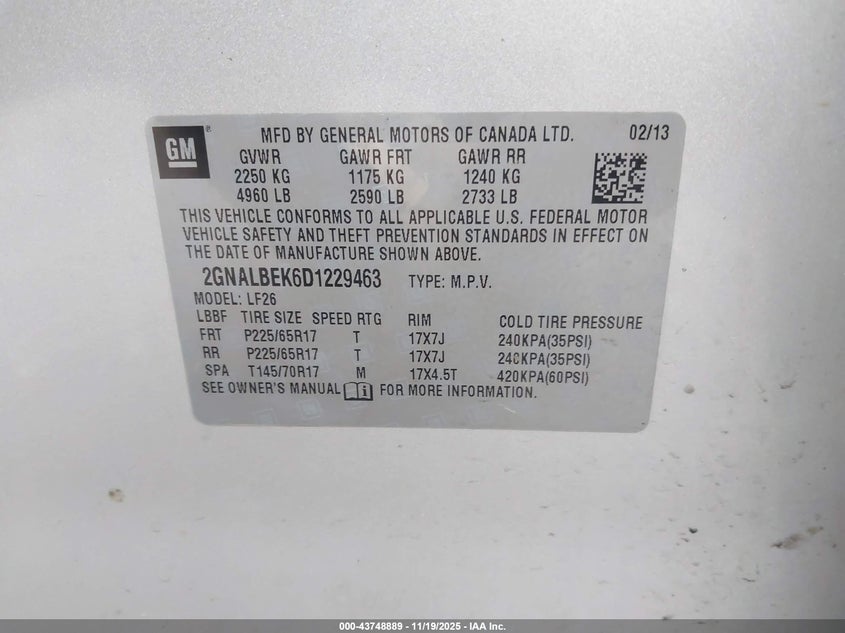 GM®
MFD BY GENERAL MOTORS OF CANADA LTD. 02/13
GVWR GAWR FRT GAWR RR
2250 KG 1175 KG 1240 KG
4960 LB 2590 LB 2733 LB
THIS VEHICLE CONFORMS TO ALL APPLICABLE U.S. FEDERAL MOTOR
VEHICLE SAFETY AND THEFT PREVENTION STANDARDS IN EFFECT ON
THE DATE OF MANUFACTURE SHOWN ABOVE.
2GNALBEK6D1229463 TYPE: M.P.V.
MODEL: LF26
LBBF TIRE SIZE SPEED RTG RIM COLD TIRE PRESSURE
FRT P225/65R17 T 17X7J 240KPA(35PSI)
RR P225/65R17 T 17X7J 240KPA(35PSI)
SPA T145/70R17 M 17X4.5T 420KPA(60PSI)
SEE OWNER'S MANUAL i FOR MORE INFORMATION.
000-43748889 - 11/19/2025 - IAA Inc.